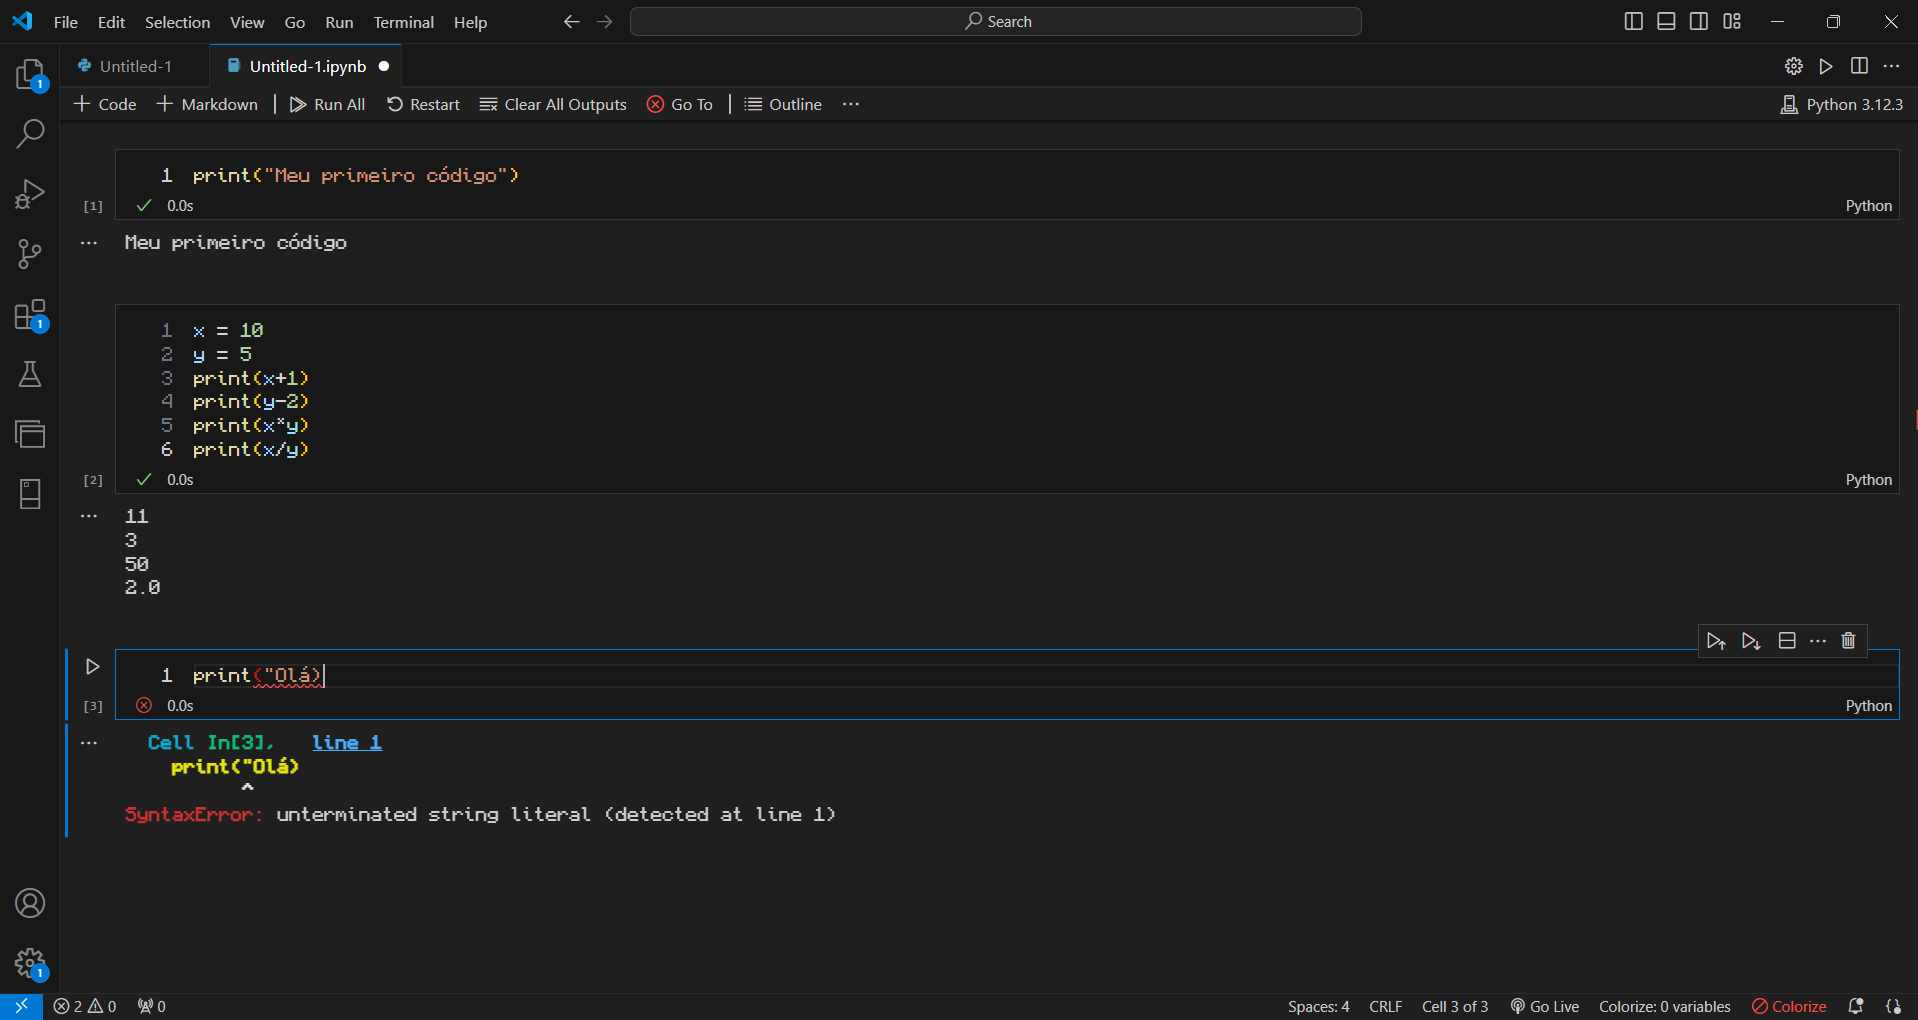 File Edit Selection View Go Run Terminal Help Search
Untitled-1 Untitled-1.ipynb
Code Markdown Run All Restart Clear All Outputs Go To Outline ... Python 3.12.3
1 print("Meu primeiro código")
[1] 0.0s Python
... Meu primeiro código
1 x = 10
2 y = 5
3 print(x+1)
4 print(y-2)
5 print(x*y)
6 print(x/y)
[2] 0.0s Python
... 11
3
50
2.0
1 print("Olá)
[3] 0.0s Python
... Cell In[3], line 1
print("Olá)
^
SyntaxError: unterminated string literal (detected at line 1)
1
1
1
2 0 0 Spaces: 4 CRLF Cell 3 of 3 Go Live Colorize: 0 variables Colorize